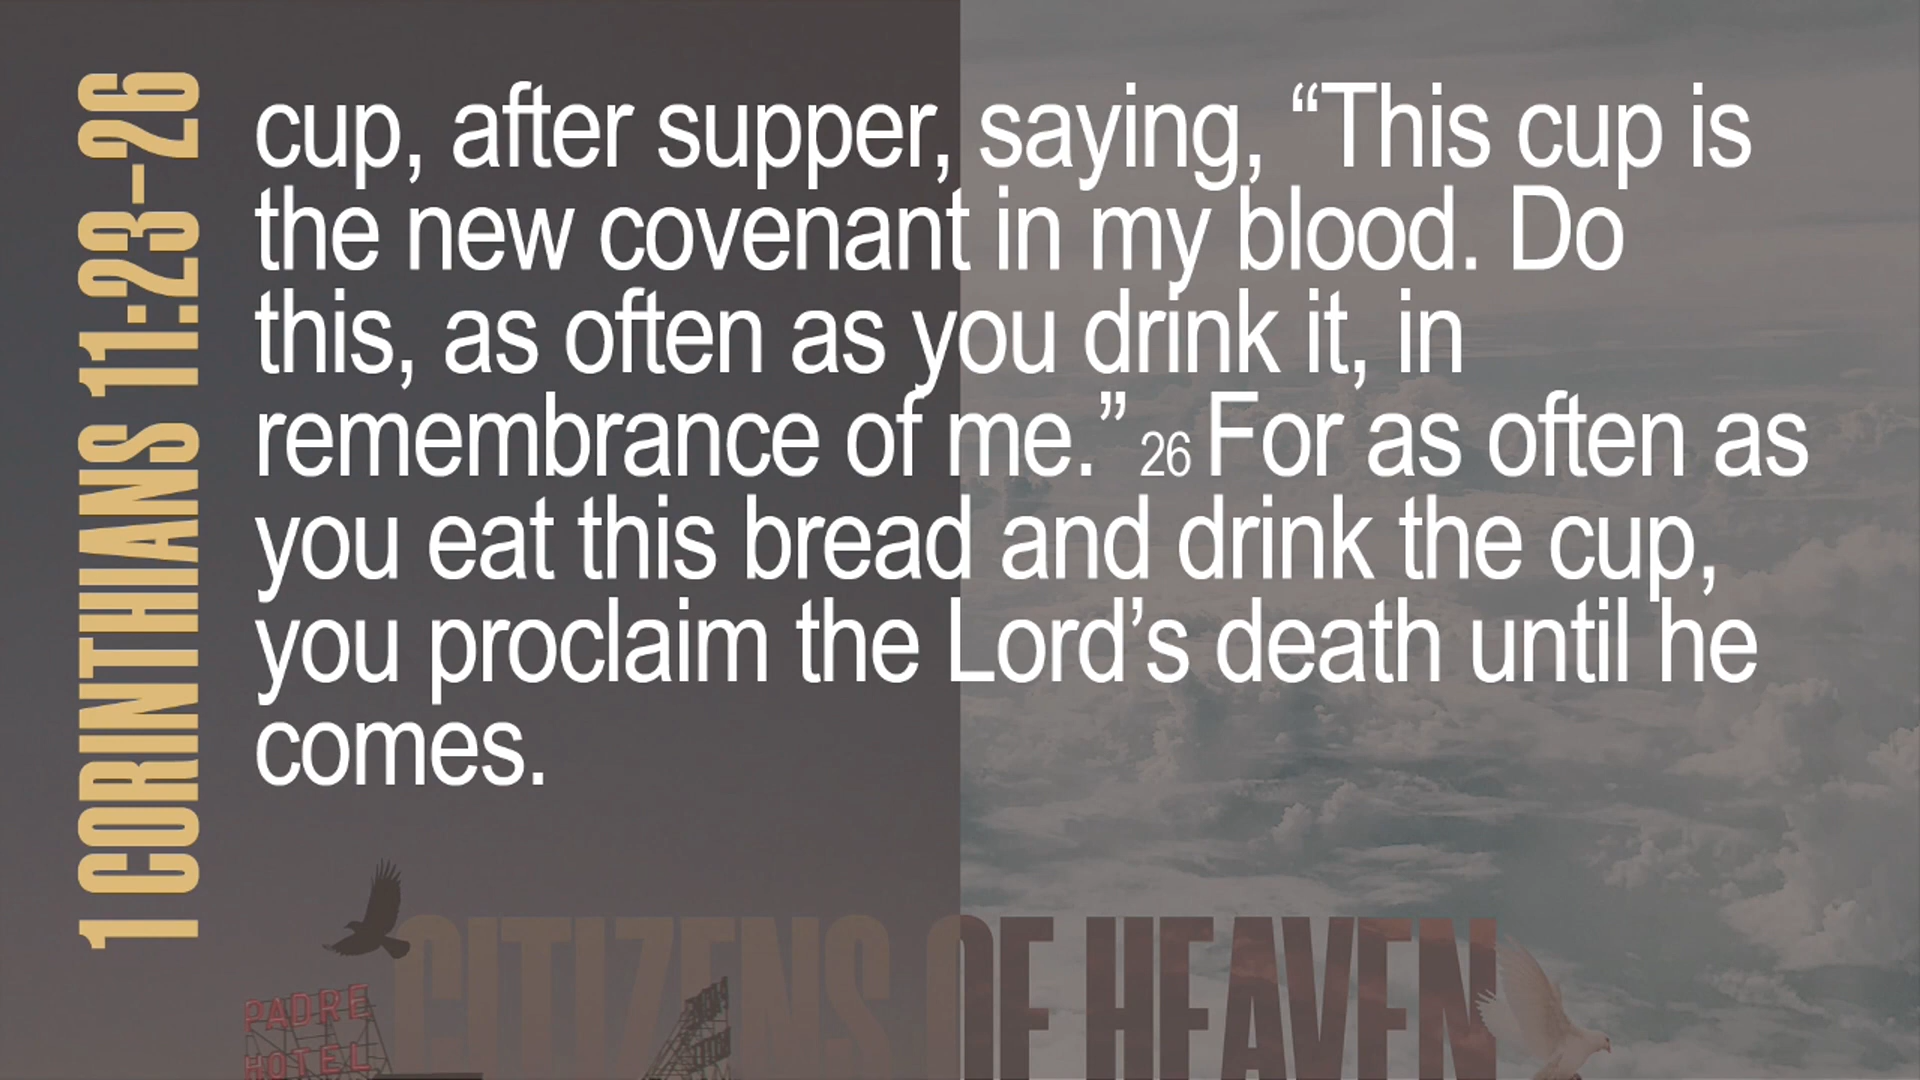 1 CORINTHIANS 11:23-26
cup, after supper, saying, “This cup is
the new covenant in my blood. Do
this, as often as you drink it, in
remembrance of me.” 26 For as often as
you eat this bread and drink the cup,
you proclaim the Lord’s death until he
comes.
CITIZENS OF HEAVEN
PADRE
HOTEL